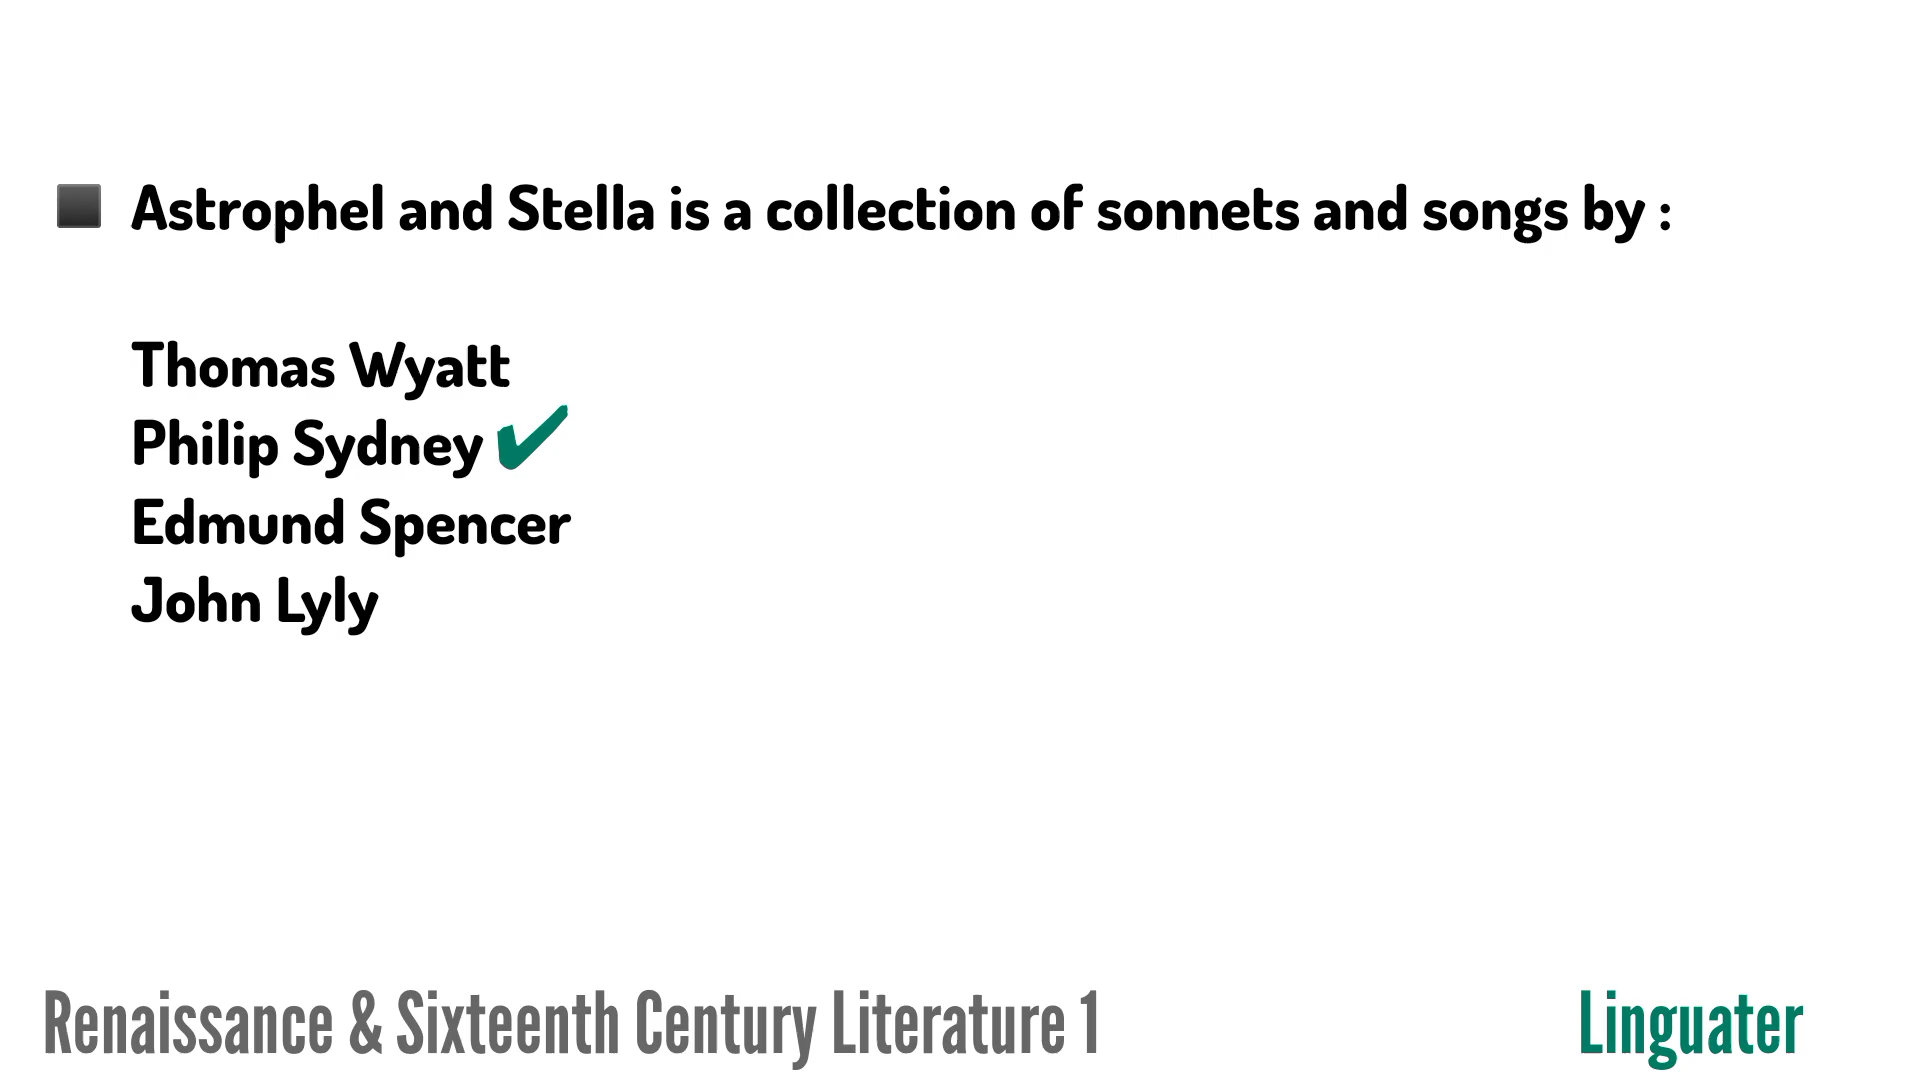 Astrophel and Stella is a collection of sonnets and songs by :
Thomas Wyatt
Philip Sydney ✔
Edmund Spencer
John Lyly
Renaissance & Sixteenth Century Literature 1
Linguater